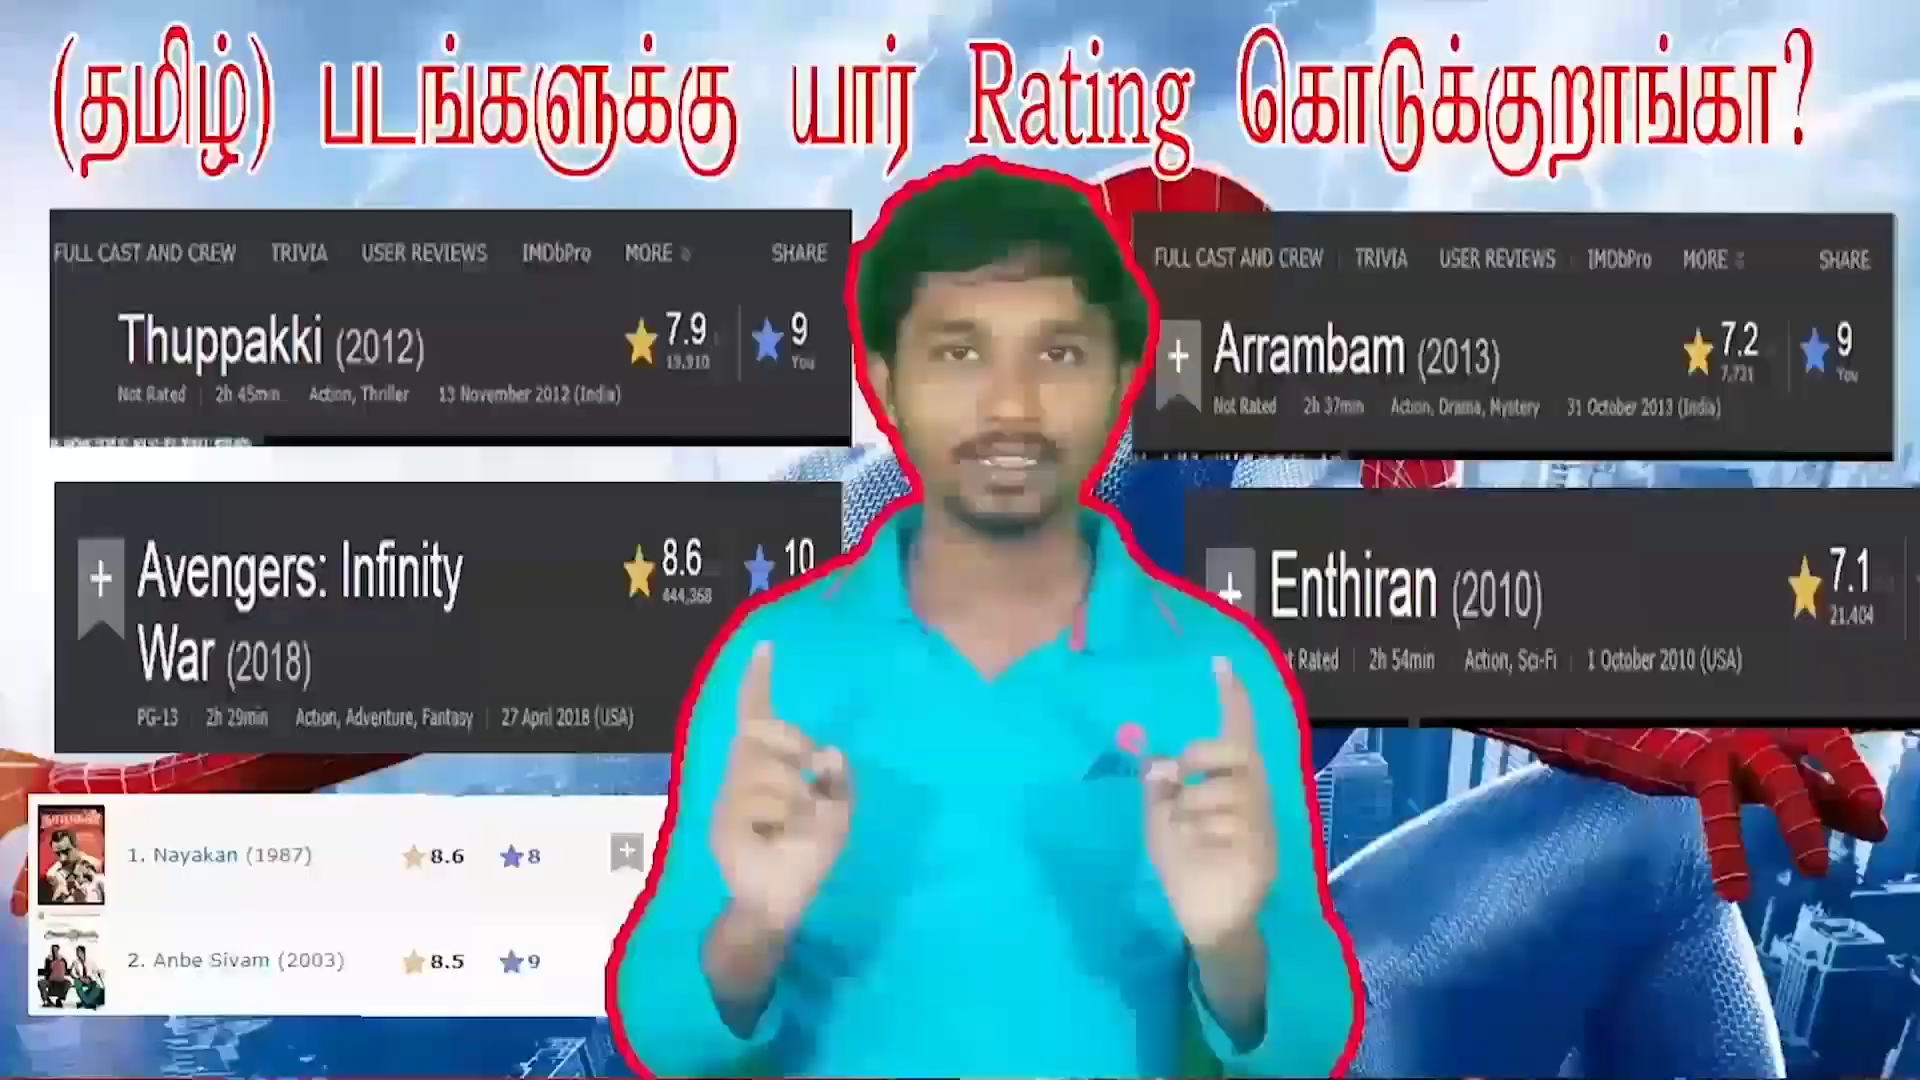 (தமிழ்) படங்களுக்கு யார் Rating கொடுக்குறாங்கா?
FULL CAST AND CREW TRIVIA USER REVIEWS IMDbPro MORE SHARE
Thuppakki (2012) 7.9 9
13,910 You
Not Rated 2h 45min Action, Thriller 13 November 2012 (India)
FULL CAST AND CREW TRIVIA USER REVIEWS IMDbPro MORE SHARE
+ Arrambam (2013) 7.2 9
7,731 You
Not Rated 2h 37min Action, Drama, Mystery 31 October 2013 (India)
+ Avengers: Infinity 8.6 10
444,368
War (2018)
PG-13 2h 29min Action, Adventure, Fantasy 27 April 2018 (USA)
+ Enthiran (2010) 7.1
21,404
Rated 2h 54min Action, Sci-Fi 1 October 2010 (USA)
நாயகன்
1. Nayakan (1987) 8.6 8 +
2. Anbe Sivam (2003) 8.5 9